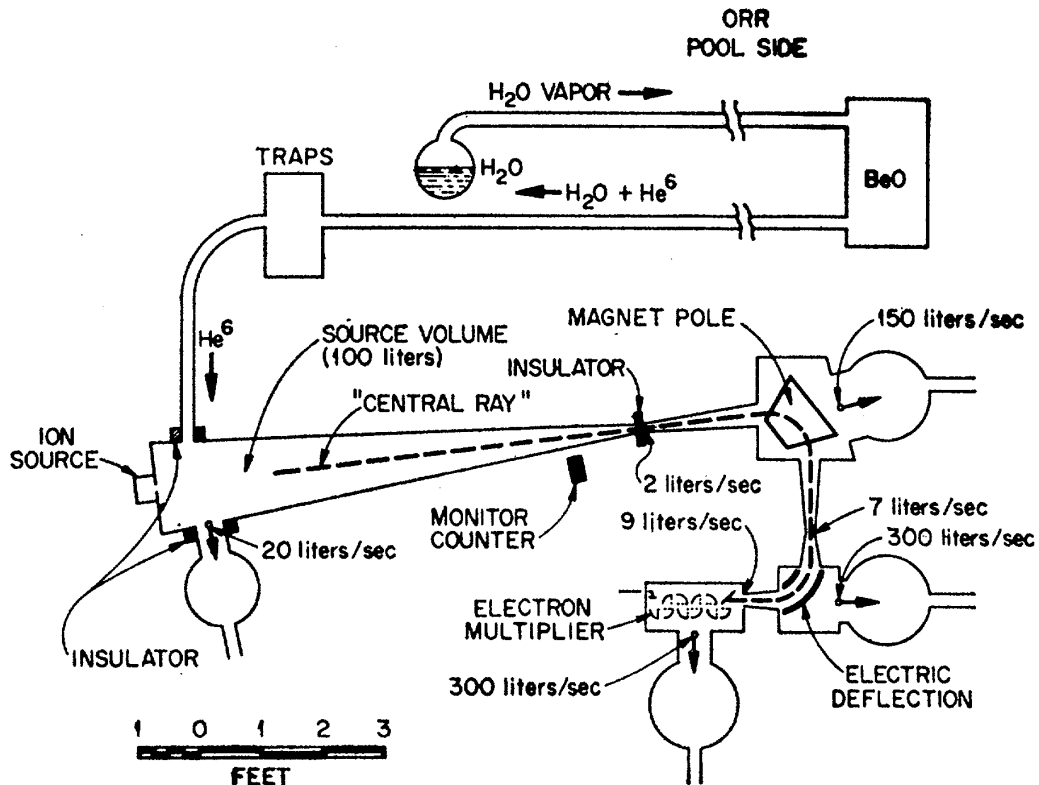 ORR
POOL SIDE
H₂O VAPOR
TRAPS
H₂O
H₂O + He⁶
BeO
He⁶
SOURCE VOLUME
(100 liters)
MAGNET POLE
150 liters/sec
INSULATOR
"CENTRAL RAY"
ION
SOURCE
2 liters/sec
MONITOR
COUNTER
9 liters/sec
7 liters/sec
300 liters/sec
20 liters/sec
ELECTRON
MULTIPLIER
INSULATOR
300 liters/sec
ELECTRIC
DEFLECTION
1 0 1 2 3
FEET